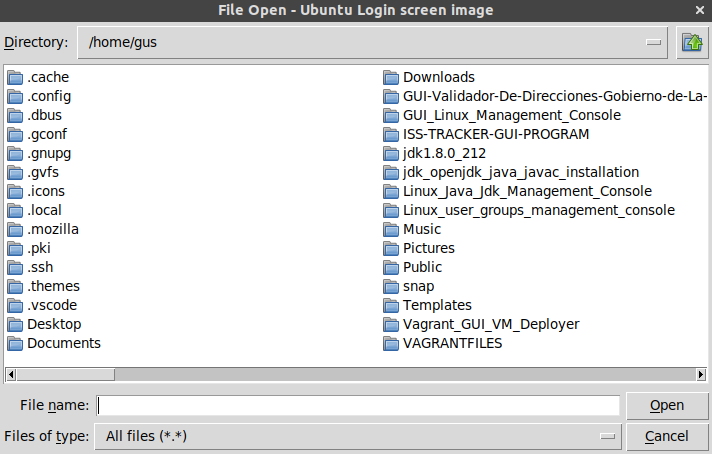 File Open - Ubuntu Login screen image
Directory: /home/gus
.cache
.config
.dbus
.gconf
.gnupg
.gvfs
.icons
.local
.mozilla
.pki
.ssh
.themes
.vscode
Desktop
Documents
Downloads
GUI-Validador-De-Direcciones-Gobierno-de-La-
GUI_Linux_Management_Console
ISS-TRACKER-GUI-PROGRAM
jdk1.8.0_212
jdk_openjdk_java_javac_installation
Linux_Java_Jdk_Management_Console
Linux_user_groups_management_console
Music
Pictures
Public
snap
Templates
Vagrant_GUI_VM_Deployer
VAGRANTFILES
File name: Open
Files of type: All files (*.*) Cancel